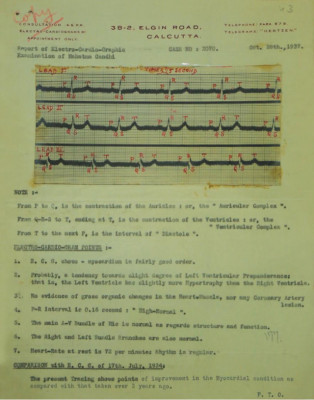 Copy
3
CONSULTATION HOURS
ELECTRO-CARDIOGRAPHIC
APPOINTMENT ONLY.
38-2, ELGIN ROAD,
CALCUTTA.
TELEPHONE: PARK 278.
TELEGRAMS
Report of Electro-Cardio-Graphic
Examination of Mahatma Gandhi
CASE NO
1937.
LEAD I
LEAD II
LEAD III
NOTE :-
From P to is the contraction of the Auricles : or, the " Auricular Complex ".
From Q-R-S to T, ending at T, is the contraction of the Ventricles : or, the
" Ventricular Complex ".
From T to the next P, is the interval of " Diastole ".
ELECTRO-CARDIO-GRAM POINTS :-
1. E. C. G. shows - operation in fairly good order.
2. Probably, a tendency towards slight degree of Left Ventricular Preponderance;
that is, the Left Ventricle has slightly more Hypertrophy than the Right Ventricle.
3. No evidence of gross organic changes in the Heart-Muscle, nor any Coronary artery
lesion.
4. P-R interval is 0.18 second : " High-Normal ".
5. The main A-V Bundle of His is normal as regards structure and function.
6. The Right and Left Bundle Branches are also normal.
7. Heart-Rate at rest is 72 per minute: Rhythm is regular.
COMPARISON with E. C. G. of 17th. July, 1934:
The present Tracing shows points of improvement in the Myocardial condition as
compared with that taken over 3 years ago.
P. T. O.